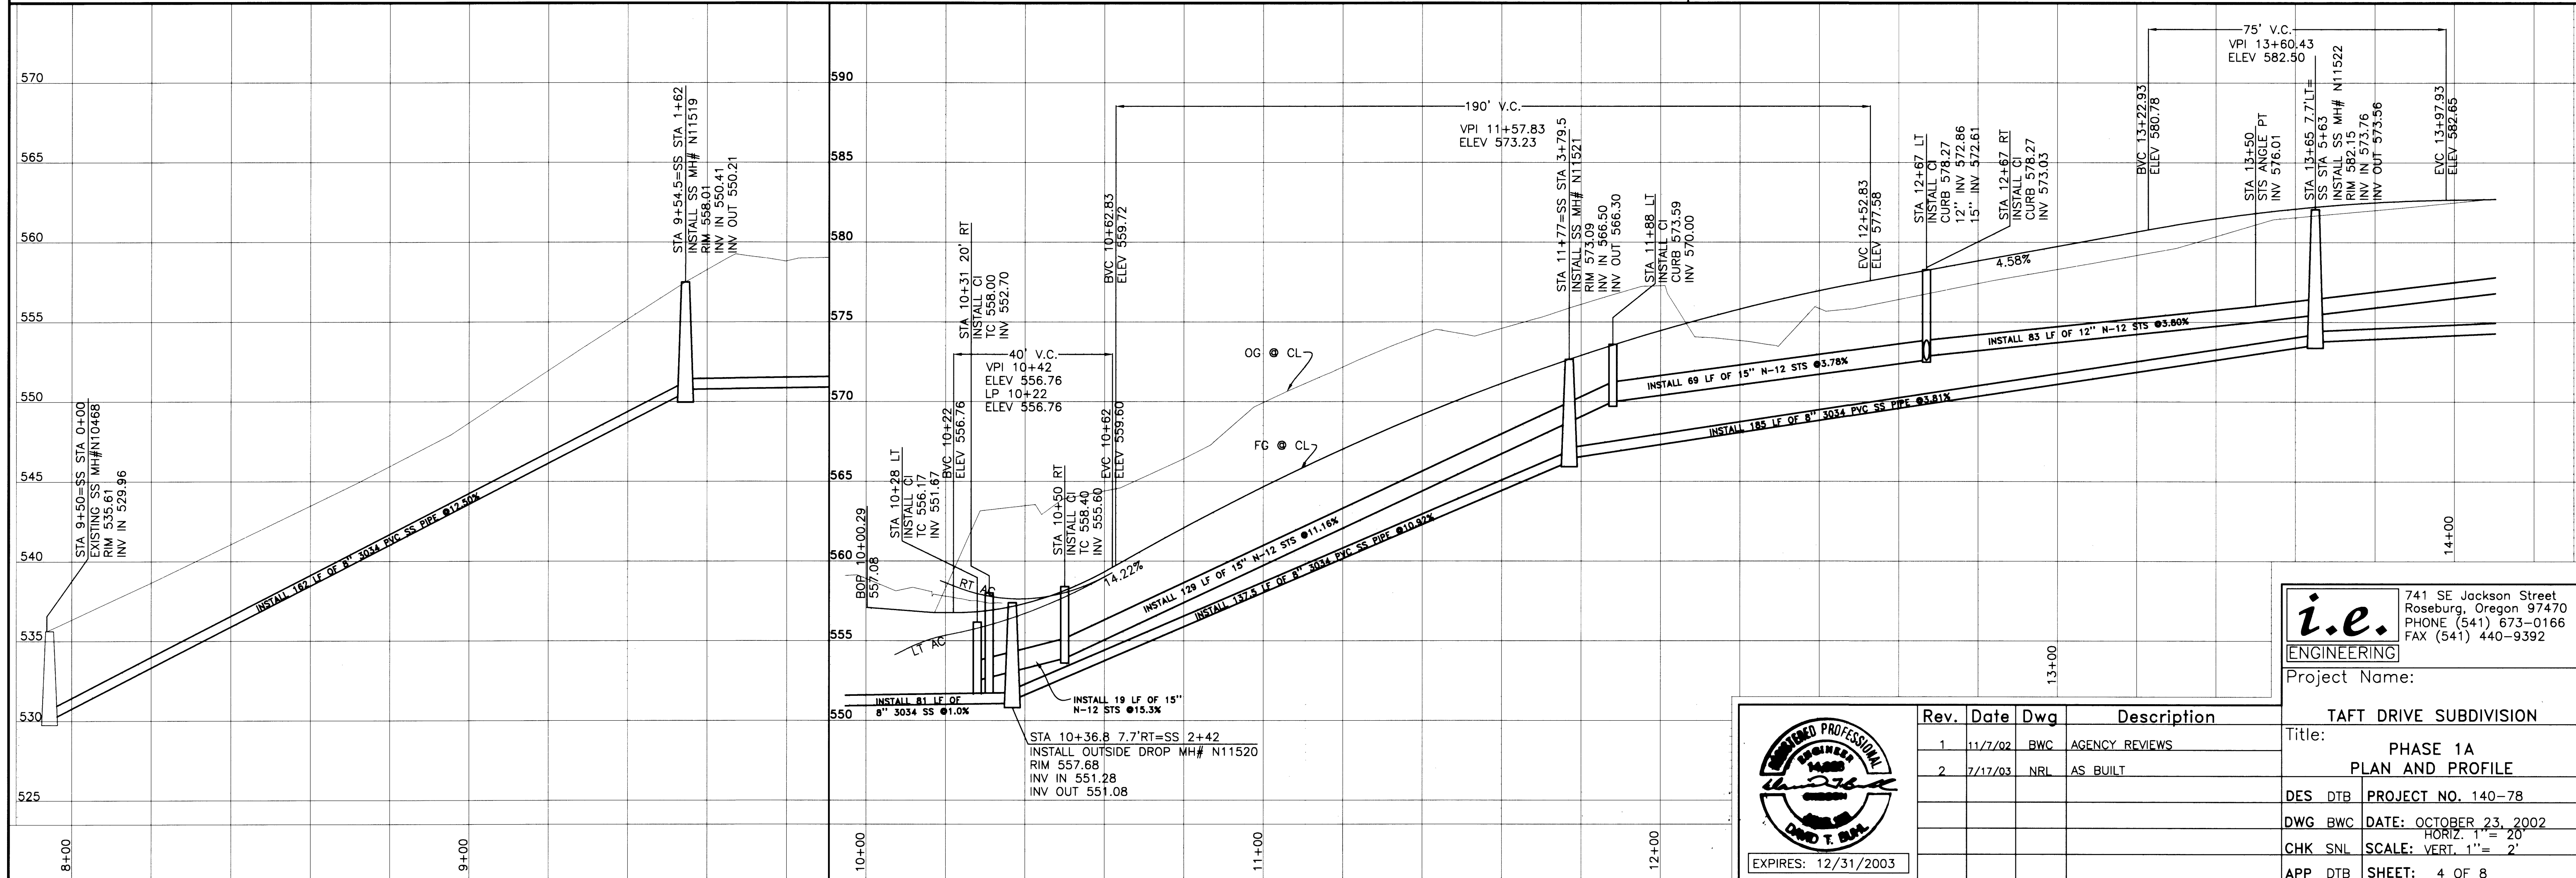 570
565
560
555
550
545
540
535
530
525
STA 9+50=SS STA 0+00
EXISTING SS MH#N10468
RIM 535.61
INV IN 529.96
INSTALL 162 LF OF 8" 3034 PVC SS PIPE @12.50%
STA 9+54.5=SS STA 1+62
INSTALL SS MH# N11519
RIM 558.01
INV IN 550.41
INV OUT 550.21
8+00
9+00
590
585
580
575
570
565
560
555
550
BOP 10+00.29
557.08
STA 10+28 LT
INSTALL CI
TC 556.17
INV 551.67
BVC 10+22
ELEV 556.76
STA 10+31 20' RT
INSTALL CI
TC 558.00
INV 552.70
40' V.C.
VPI 10+42
ELEV 556.76
LP 10+22
ELEV 556.76
STA 10+50 RT
INSTALL CI
TC 558.40
INV 555.60
EVC 10+62
ELEV 559.60
BVC 10+62.83
ELEV 559.72
RT AC
LT AC
14.22%
INSTALL 81 LF OF
8" 3034 SS @1.0%
INSTALL 19 LF OF 15"
N-12 STS @15.3%
STA 10+36.8 7.7'RT=SS 2+42
INSTALL OUTSIDE DROP MH# N11520
RIM 557.68
INV IN 551.28
INV OUT 551.08
INSTALL 129 LF OF 15" N-12 STS @11.16%
INSTALL 137.5 LF OF 8" 3034 PVC SS PIPE @10.92%
OG @ CL
FG @ CL
190' V.C.
VPI 11+57.83
ELEV 573.23
STA 11+77=SS STA 3+79.5
INSTALL SS MH# N11521
RIM 573.09
INV IN 566.50
INV OUT 566.30
STA 11+88 LT
INSTALL CI
CURB 573.59
INV 570.00
INSTALL 69 LF OF 15" N-12 STS @3.78%
INSTALL 185 LF OF 8" 3034 PVC SS PIPE @3.81%
EVC 12+52.83
ELEV 577.58
STA 12+67 LT
INSTALL CI
CURB 578.27
12" INV 572.86
15" INV 572.61
STA 12+67 RT
INSTALL CI
CURB 578.27
INV 573.03
4.58%
INSTALL 83 LF OF 12" N-12 STS @3.80%
75' V.C.
VPI 13+60.43
ELEV 582.50
BVC 13+22.93
ELEV 580.78
STA 13+50
STS ANGLE PT
INV 576.01
STA 13+65 7.7'LT=
SS STA 5+63
INSTALL SS MH# N11522
RIM 582.15
INV IN 573.76
INV OUT 573.56
EVC 13+97.93
ELEV 582.65
10+00
11+00
12+00
13+00
14+00
REGISTERED PROFESSIONAL
ENGINEER
OREGON
DAVID T. BUHL
EXPIRES: 12/31/2003
Rev. Date Dwg Description
1 11/7/02 BWC AGENCY REVIEWS
2 7/17/03 NRL AS BUILT
i.e.
ENGINEERING
741 SE Jackson Street
Roseburg, Oregon 97470
PHONE (541) 673-0166
FAX (541) 440-9392
Project Name:
TAFT DRIVE SUBDIVISION
Title:
PHASE 1A
PLAN AND PROFILE
DES DTB PROJECT NO. 140-78
DWG BWC DATE: OCTOBER 23, 2002
CHK SNL SCALE: HORIZ. 1"= 20'
VERT. 1"= 2'
APP DTB SHEET: 4 OF 8